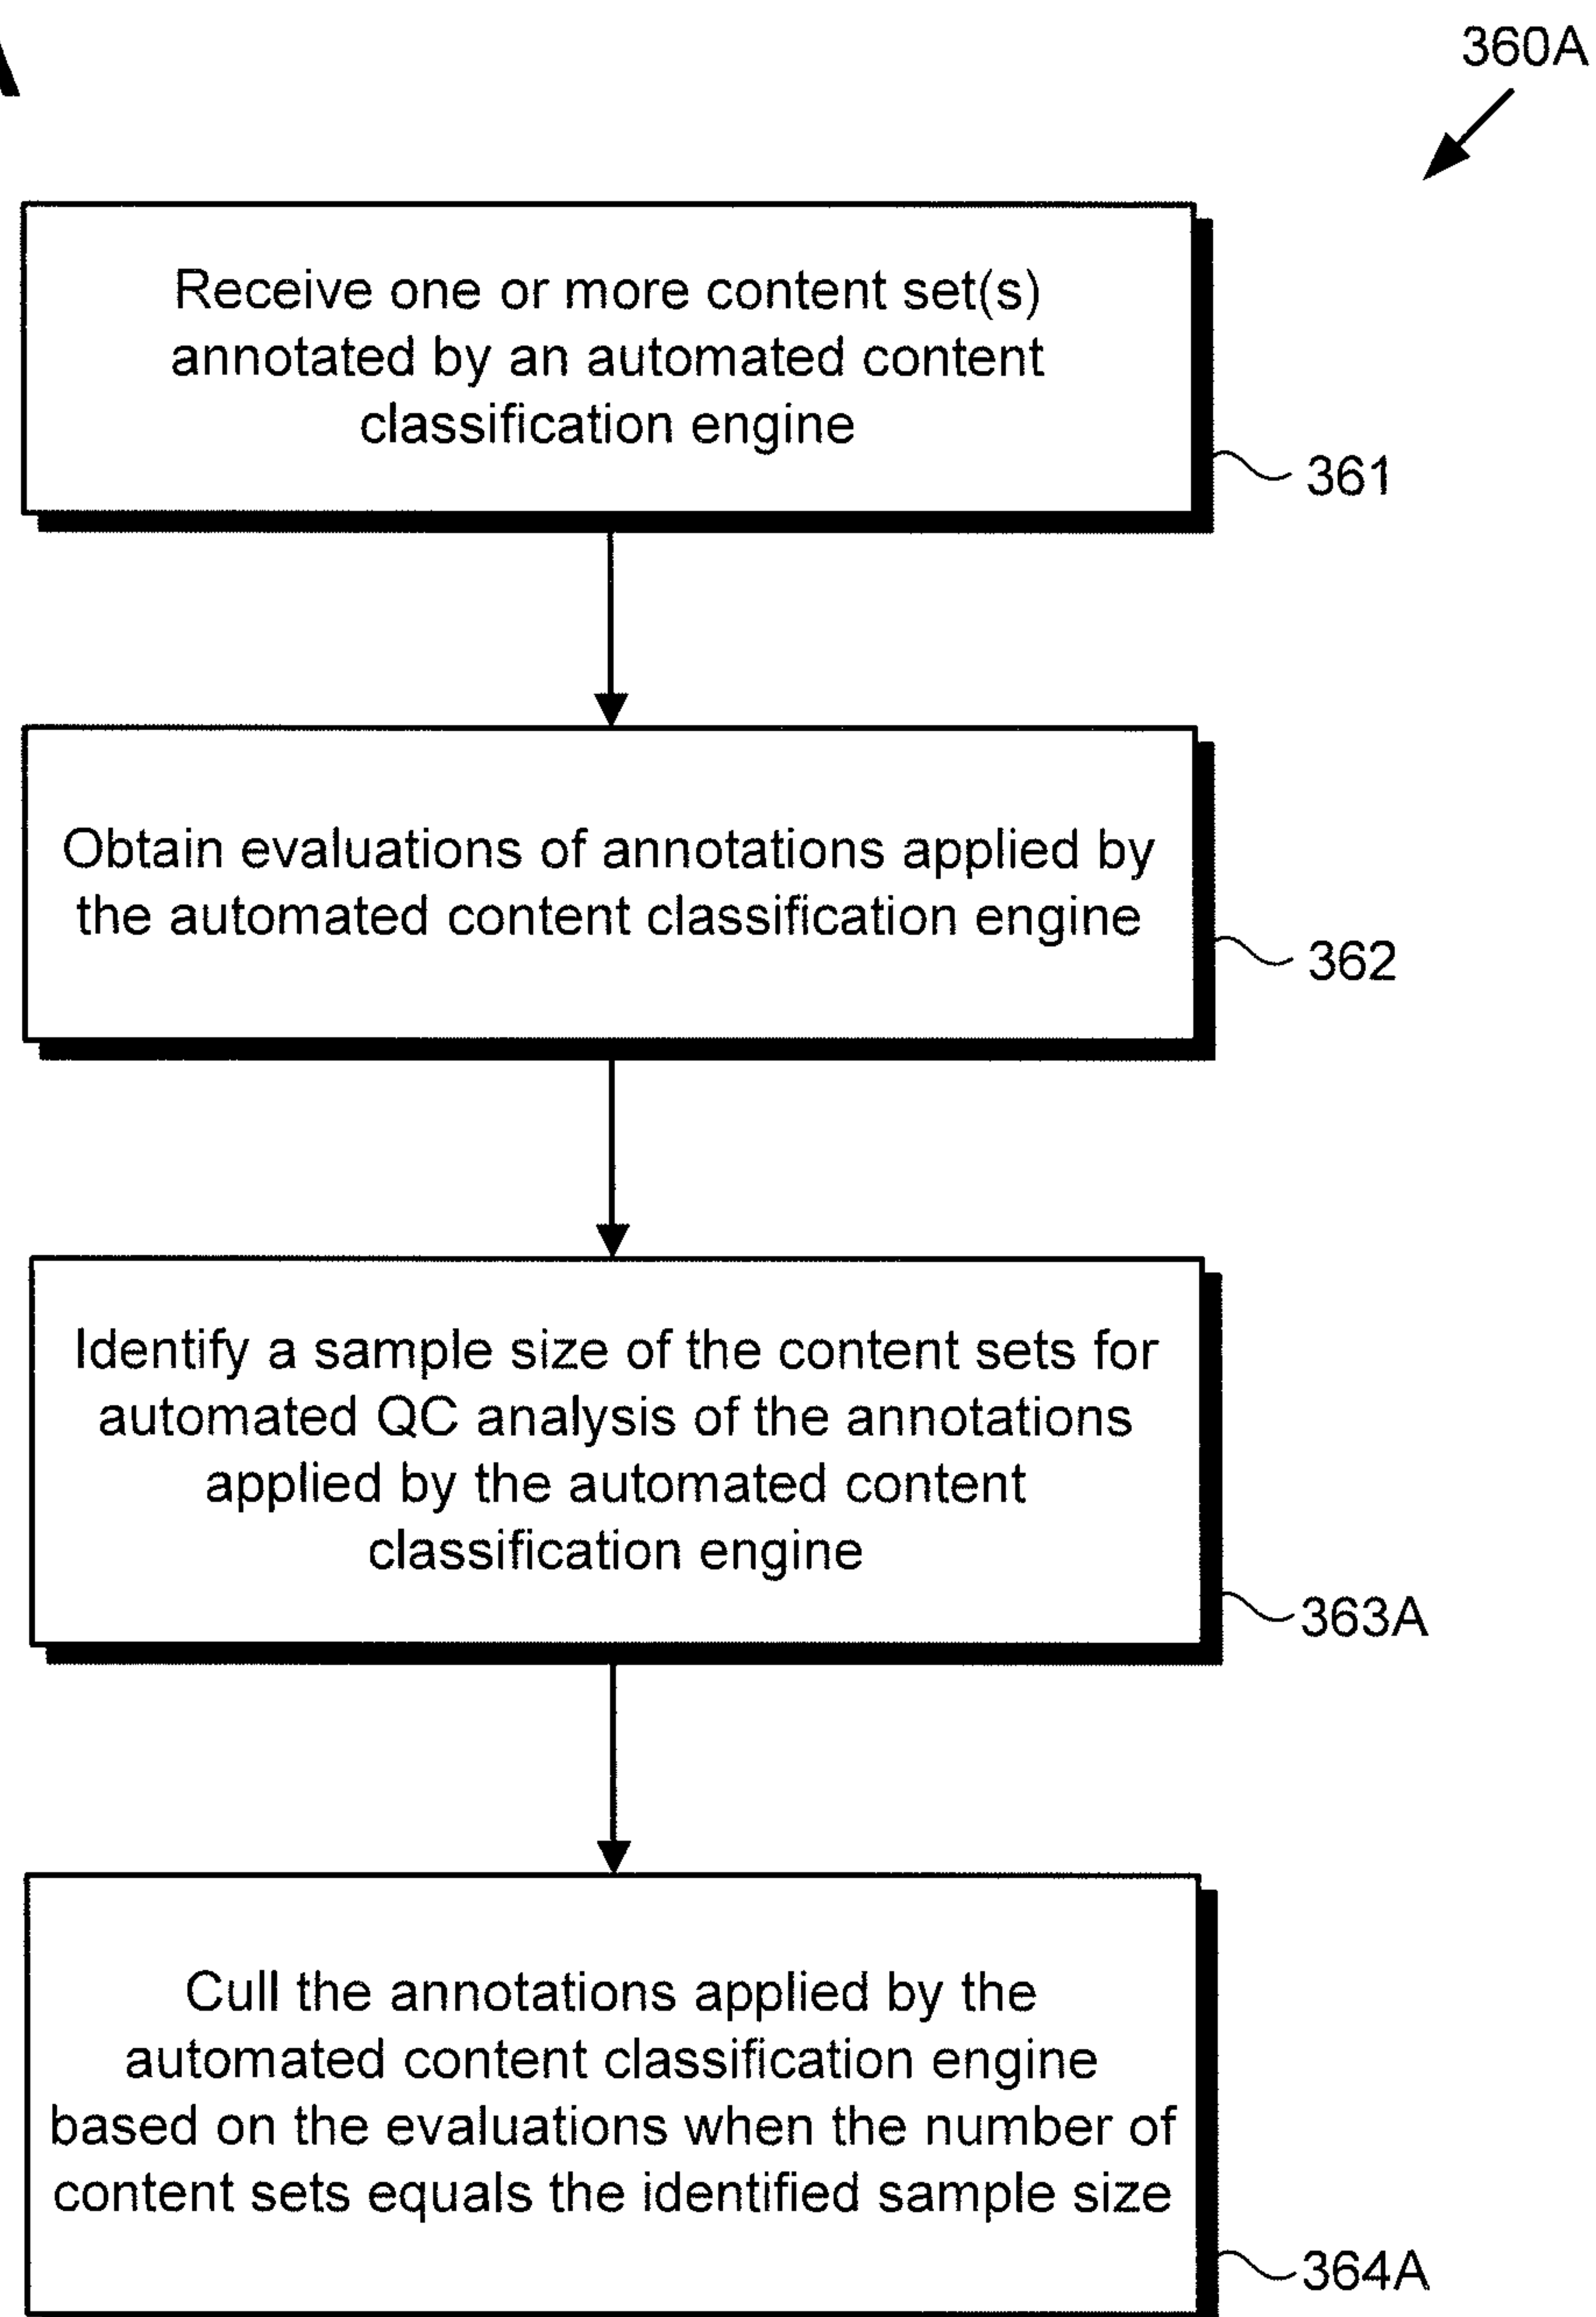 360A
Receive one or more content set(s)
annotated by an automated content
classification engine
361
Obtain evaluations of annotations applied by
the automated content classification engine
362
Identify a sample size of the content sets for
automated QC analysis of the annotations
applied by the automated content
classification engine
363A
Cull the annotations applied by the
automated content classification engine
based on the evaluations when the number of
content sets equals the identified sample size
364A